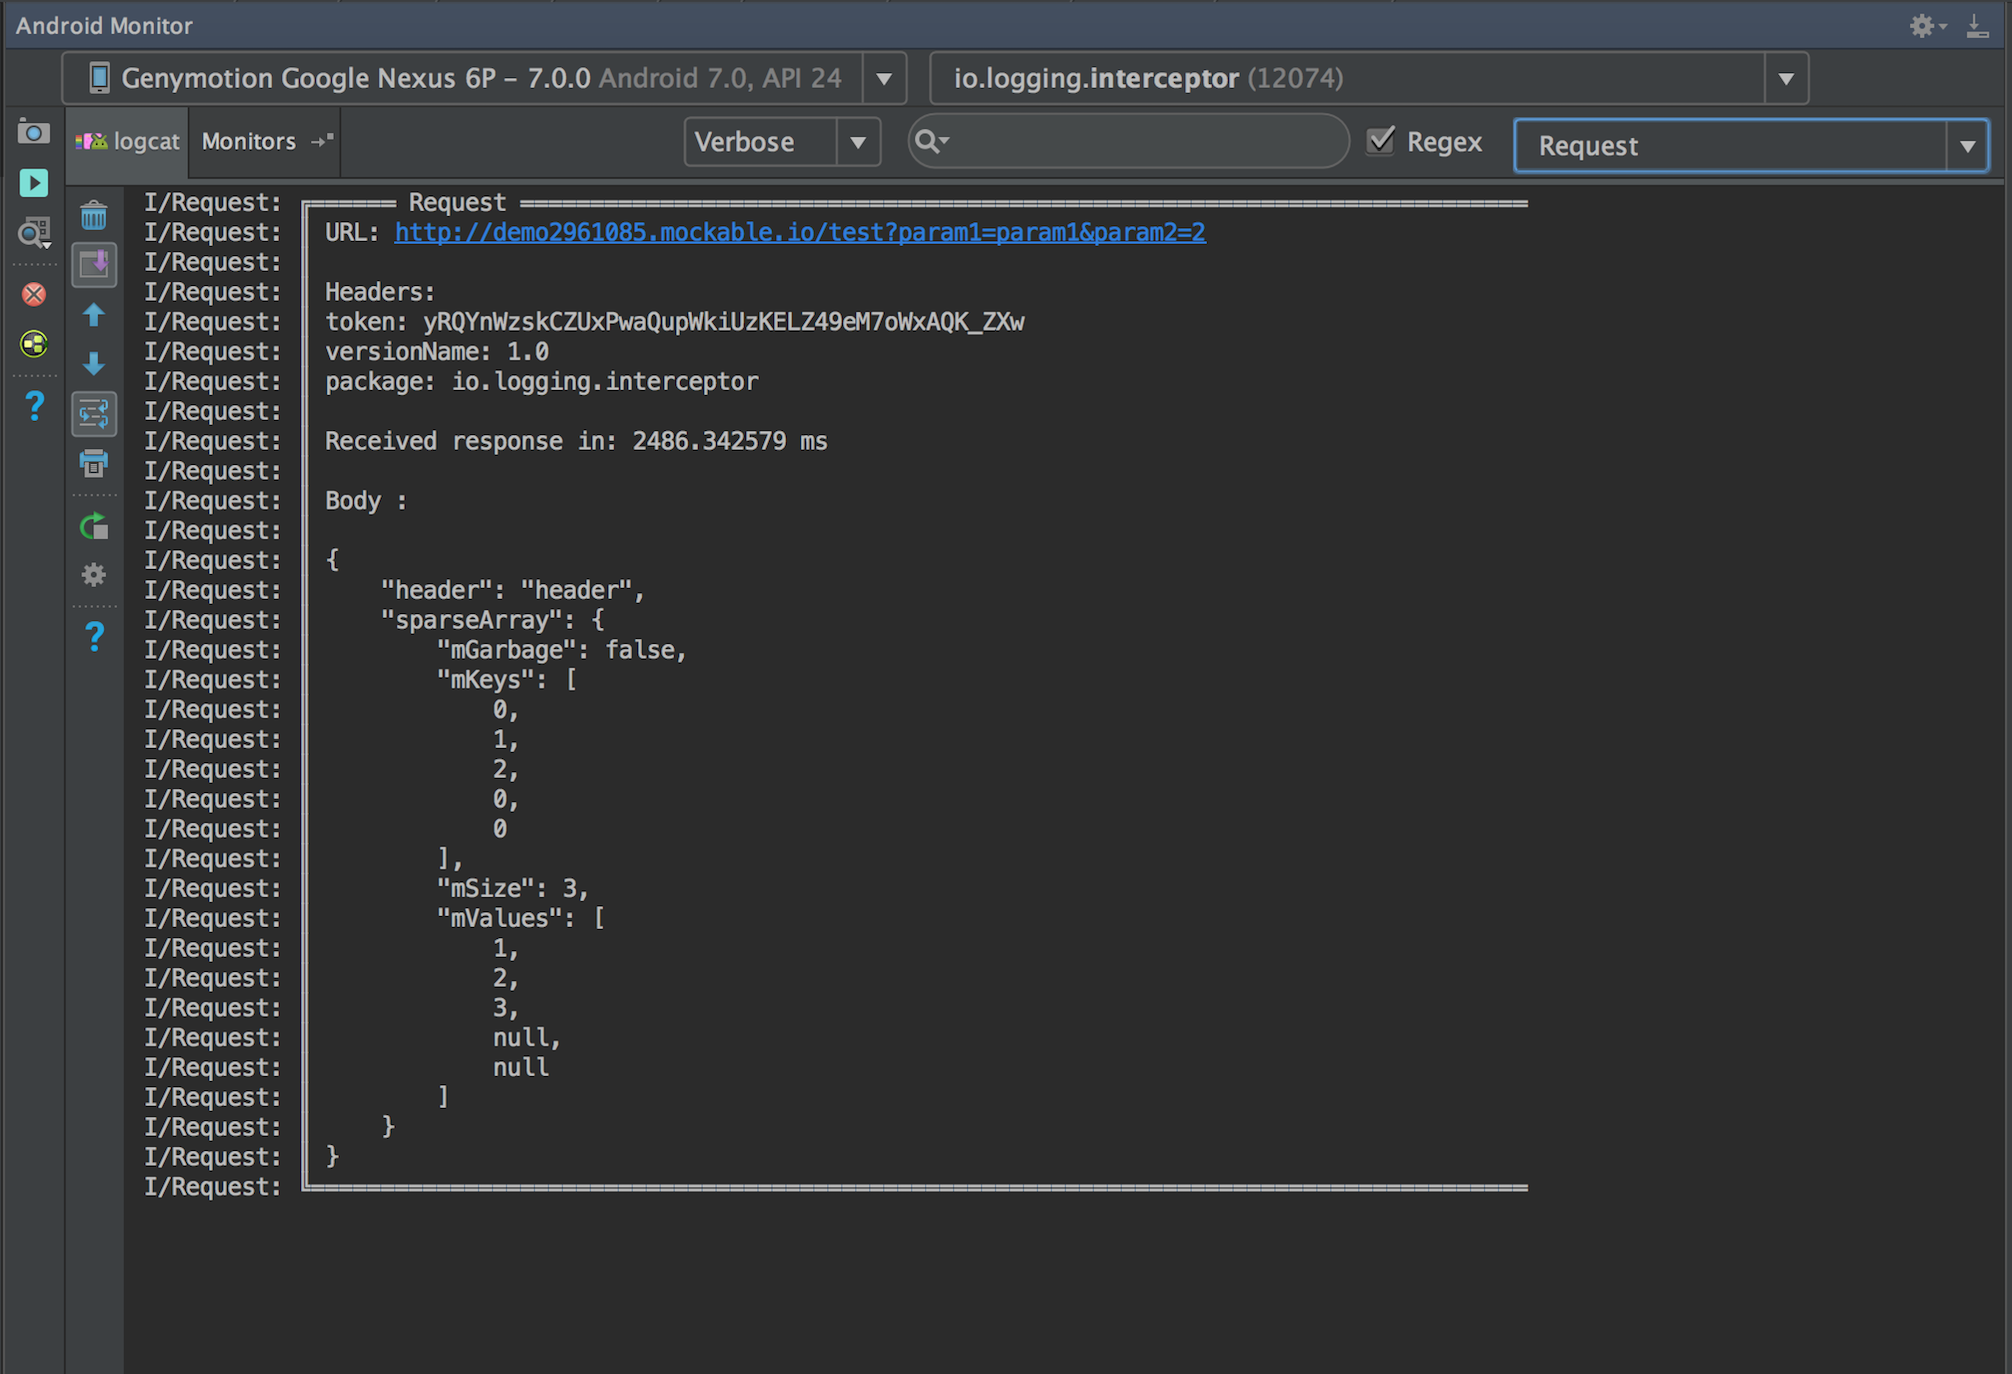 Android Monitor
Genymotion Google Nexus 6P – 7.0.0 Android 7.0, API 24 io.logging.interceptor (12074)
logcat Monitors Verbose Regex Request
I/Request: ╔══════ Request ════════════════════════════════════════════════════════════════════════
I/Request: ║ URL: http://demo2961085.mockable.io/test?param1=param1&param2=2
I/Request: ║
I/Request: ║ Headers:
I/Request: ║ token: yRQYnWzskCZUxPwaQupWkiUzKELZ49eM7oWxAQK_ZXw
I/Request: ║ versionName: 1.0
I/Request: ║ package: io.logging.interceptor
I/Request: ║
I/Request: ║ Received response in: 2486.342579 ms
I/Request: ║
I/Request: ║ Body :
I/Request: ║
I/Request: ║ {
I/Request: ║     "header": "header",
I/Request: ║     "sparseArray": {
I/Request: ║         "mGarbage": false,
I/Request: ║         "mKeys": [
I/Request: ║             0,
I/Request: ║             1,
I/Request: ║             2,
I/Request: ║             0,
I/Request: ║             0
I/Request: ║         ],
I/Request: ║         "mSize": 3,
I/Request: ║         "mValues": [
I/Request: ║             1,
I/Request: ║             2,
I/Request: ║             3,
I/Request: ║             null,
I/Request: ║             null
I/Request: ║         ]
I/Request: ║     }
I/Request: ║ }
I/Request: ╚═══════════════════════════════════════════════════════════════════════════════════════